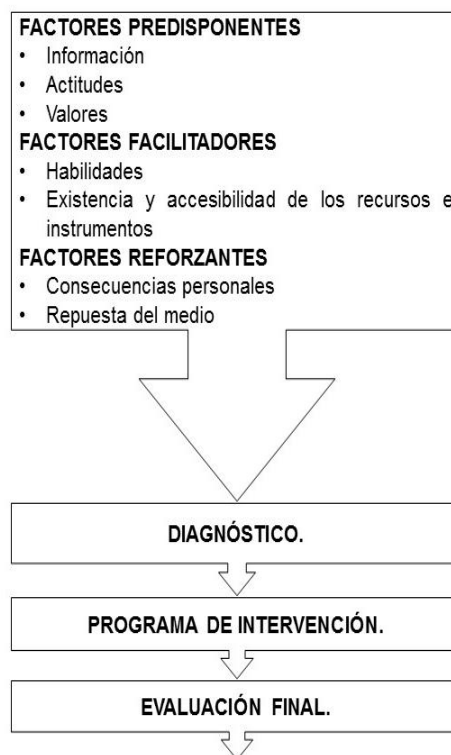 FACTORES PREDISPONENTES
• Información
• Actitudes
• Valores
FACTORES FACILITADORES
• Habilidades
• Existencia y accesibilidad de los recursos e
instrumentos
FACTORES REFORZANTES
• Consecuencias personales
• Repuesta del medio
DIAGNÓSTICO.
PROGRAMA DE INTERVENCIÓN.
EVALUACIÓN FINAL.